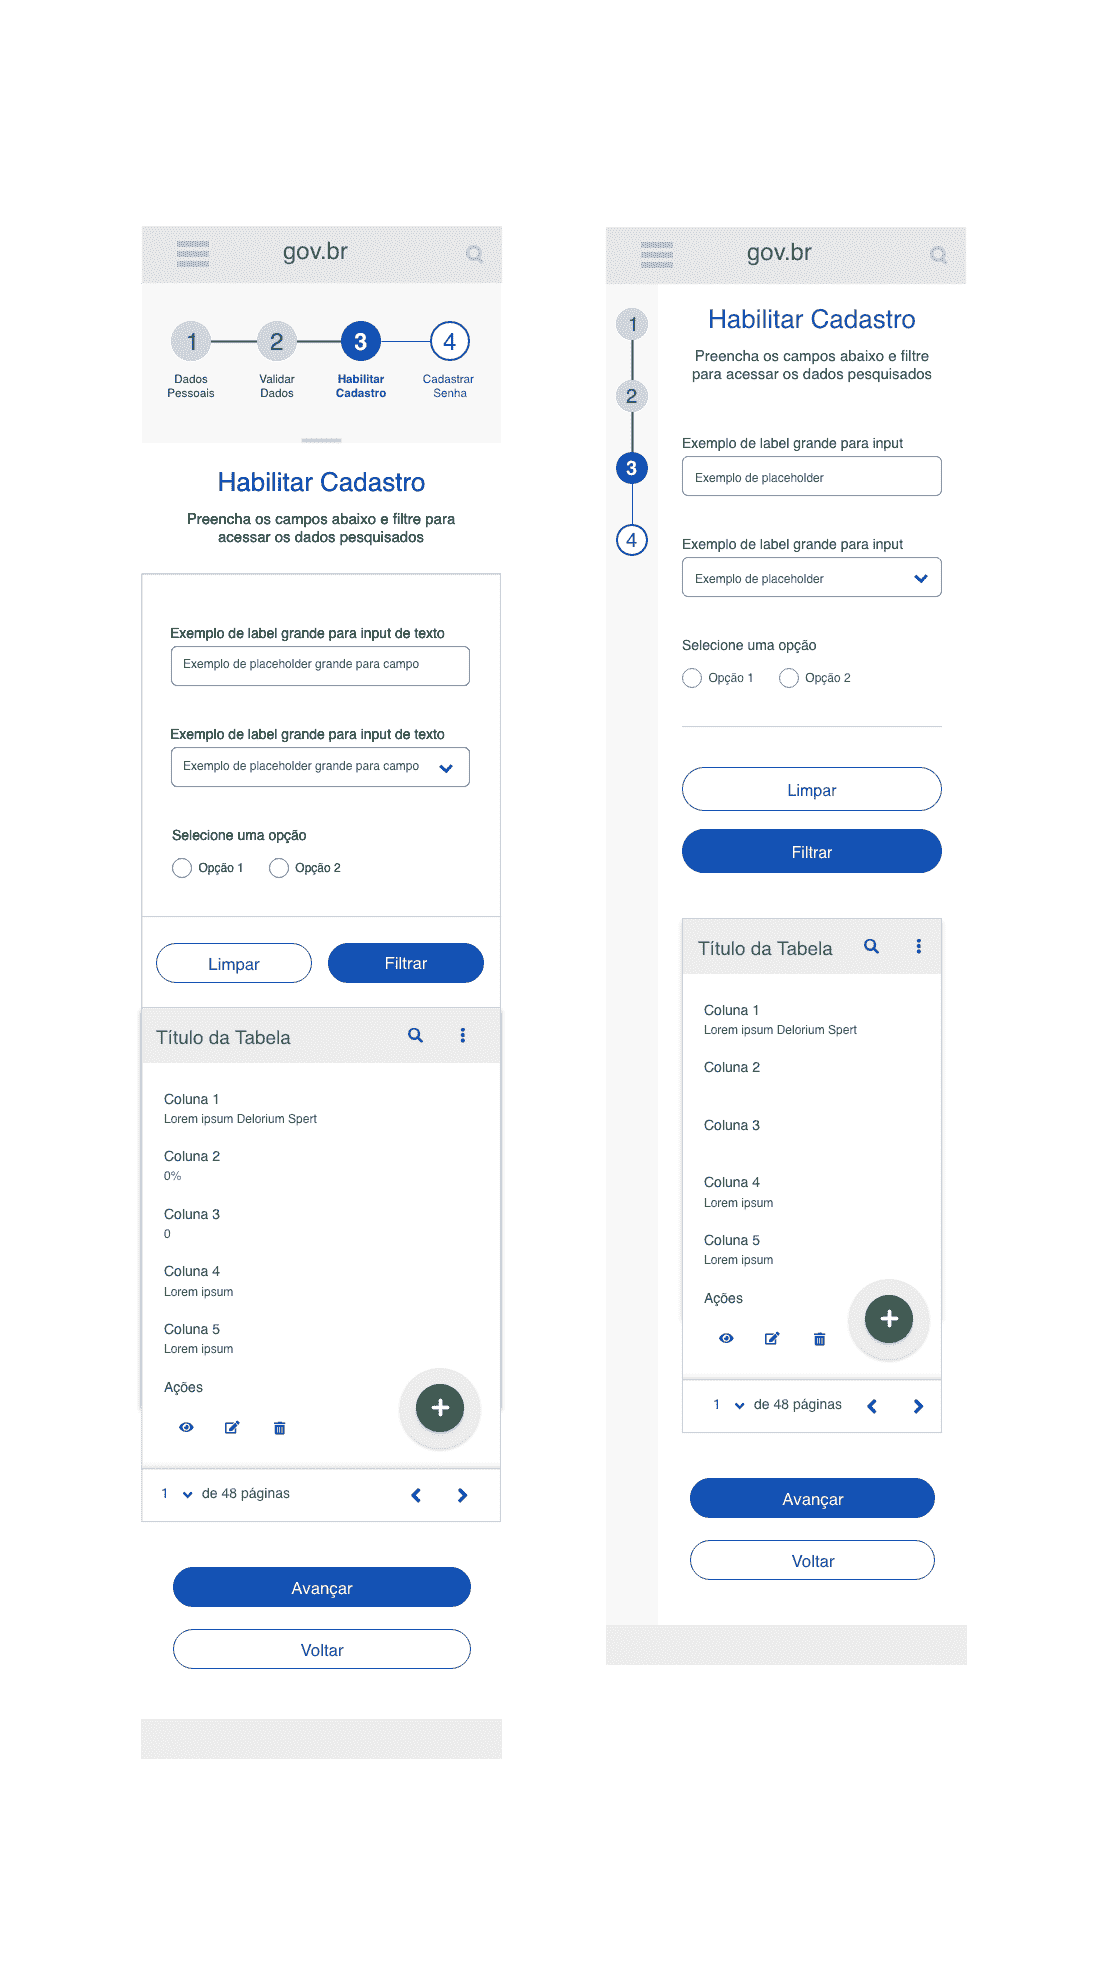 gov.br
1 2 3 4
Dados Validar Habilitar Cadastrar
Pessoais Dados Cadastro Senha
Habilitar Cadastro
Preencha os campos abaixo e filtre para
acessar os dados pesquisados
Exemplo de label grande para input de texto
Exemplo de placeholder grande para campo
Exemplo de label grande para input de texto
Exemplo de placeholder grande para campo
Selecione uma opção
Opção 1 Opção 2
Limpar Filtrar
Título da Tabela
Coluna 1
Lorem ipsum Delorium Spert
Coluna 2
0%
Coluna 3
0
Coluna 4
Lorem ipsum
Coluna 5
Lorem ipsum
Ações
1 de 48 páginas
Avançar
Voltar
gov.br
1
2
3
4
Habilitar Cadastro
Preencha os campos abaixo e filtre
para acessar os dados pesquisados
Exemplo de label grande para input
Exemplo de placeholder
Exemplo de label grande para input
Exemplo de placeholder
Selecione uma opção
Opção 1 Opção 2
Limpar
Filtrar
Título da Tabela
Coluna 1
Lorem ipsum Delorium Spert
Coluna 2
Coluna 3
Coluna 4
Lorem ipsum
Coluna 5
Lorem ipsum
Ações
1 de 48 páginas
Avançar
Voltar